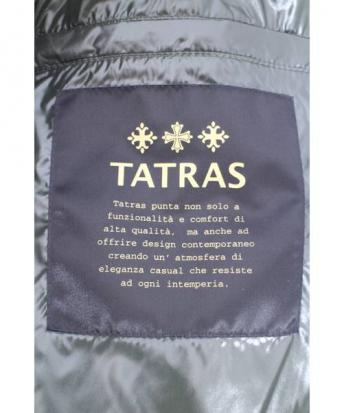 TATRAS
Tatras punta non solo a
funzionalità e comfort di
alta qualità, ma anche ad
offrire design contemporaneo
creando un' atmosfera di
eleganza casual che resiste
ad ogni intemperia.